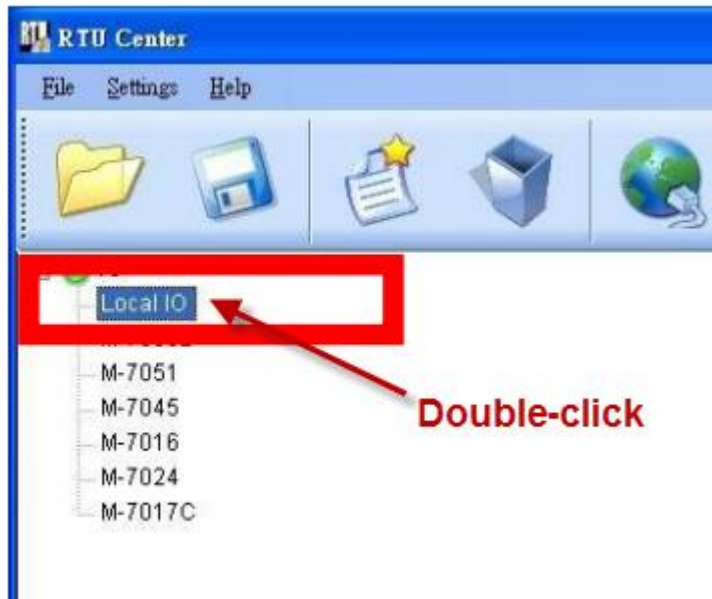 RTU Center
File Settings Help
Local IO
M-7051
M-7045
Double-click
M-7016
M-7024
M-7017C